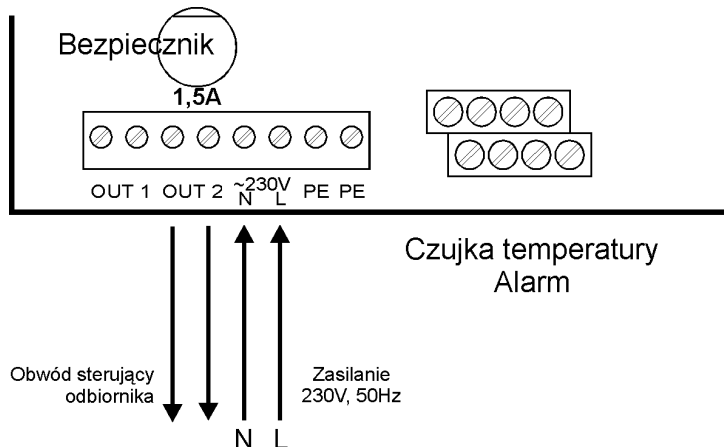 Bezpiecznik
1,5A
OUT 1 OUT 2 ~230V PE PE
N L
Czujka temperatury
Alarm
Obwód sterujący
odbiornika
Zasilanie
230V, 50Hz
N L